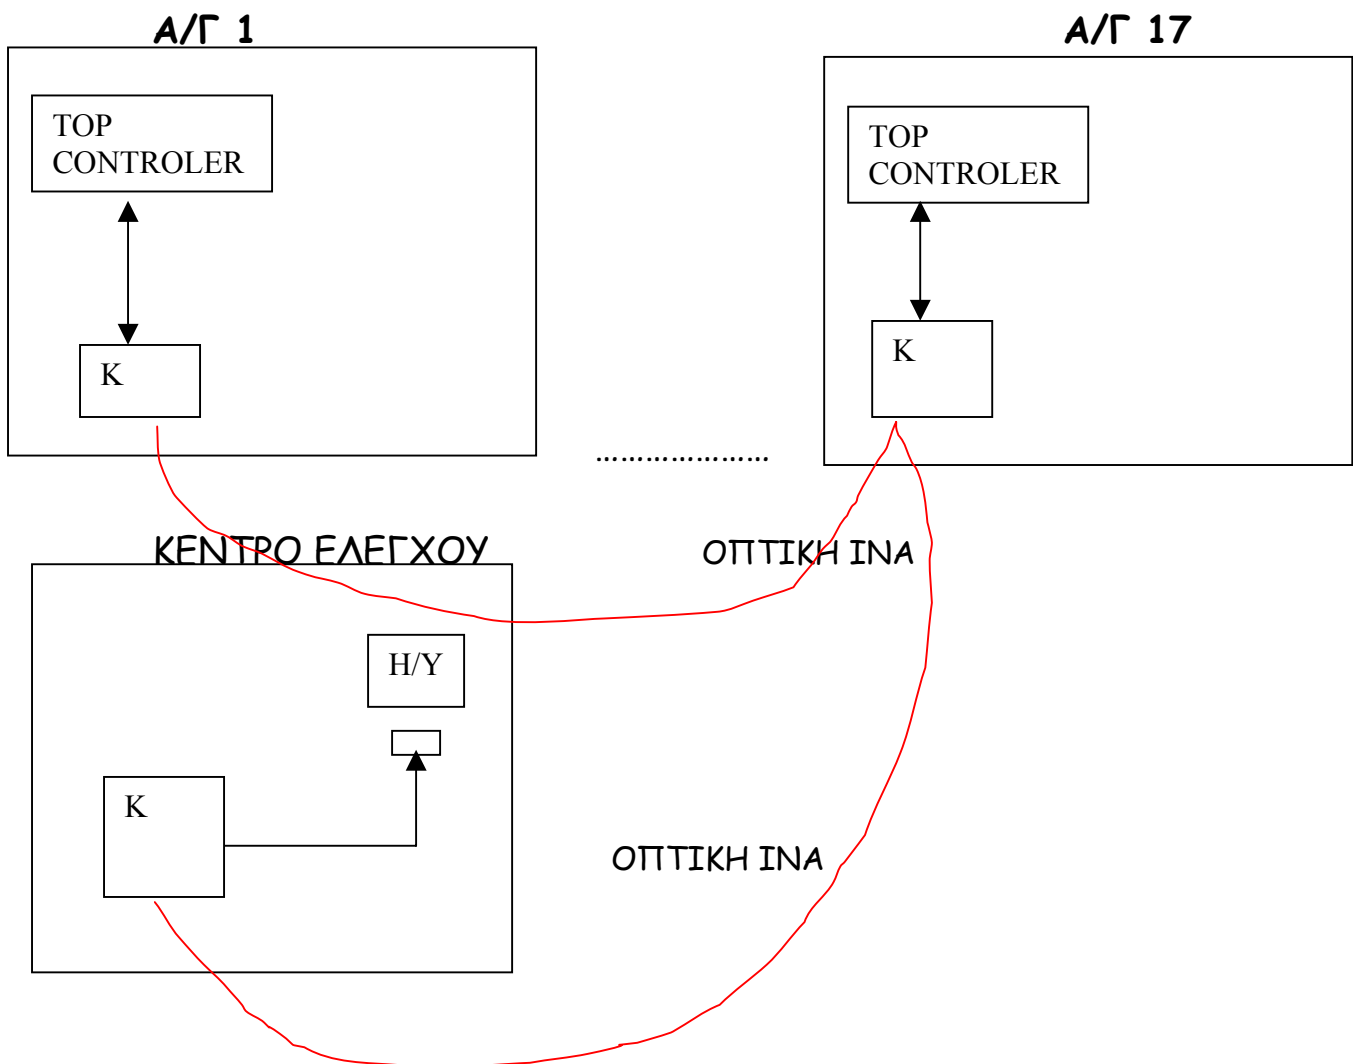 Α/Γ 1
Α/Γ 17
TOP
CONTROLER
TOP
CONTROLER
K
K
…………………
ΚΕΝΤΡΟ ΕΛΕΓΧΟΥ
ΟΠΤΙΚΗ ΙΝΑ
Η/Υ
K
ΟΠΤΙΚΗ ΙΝΑ